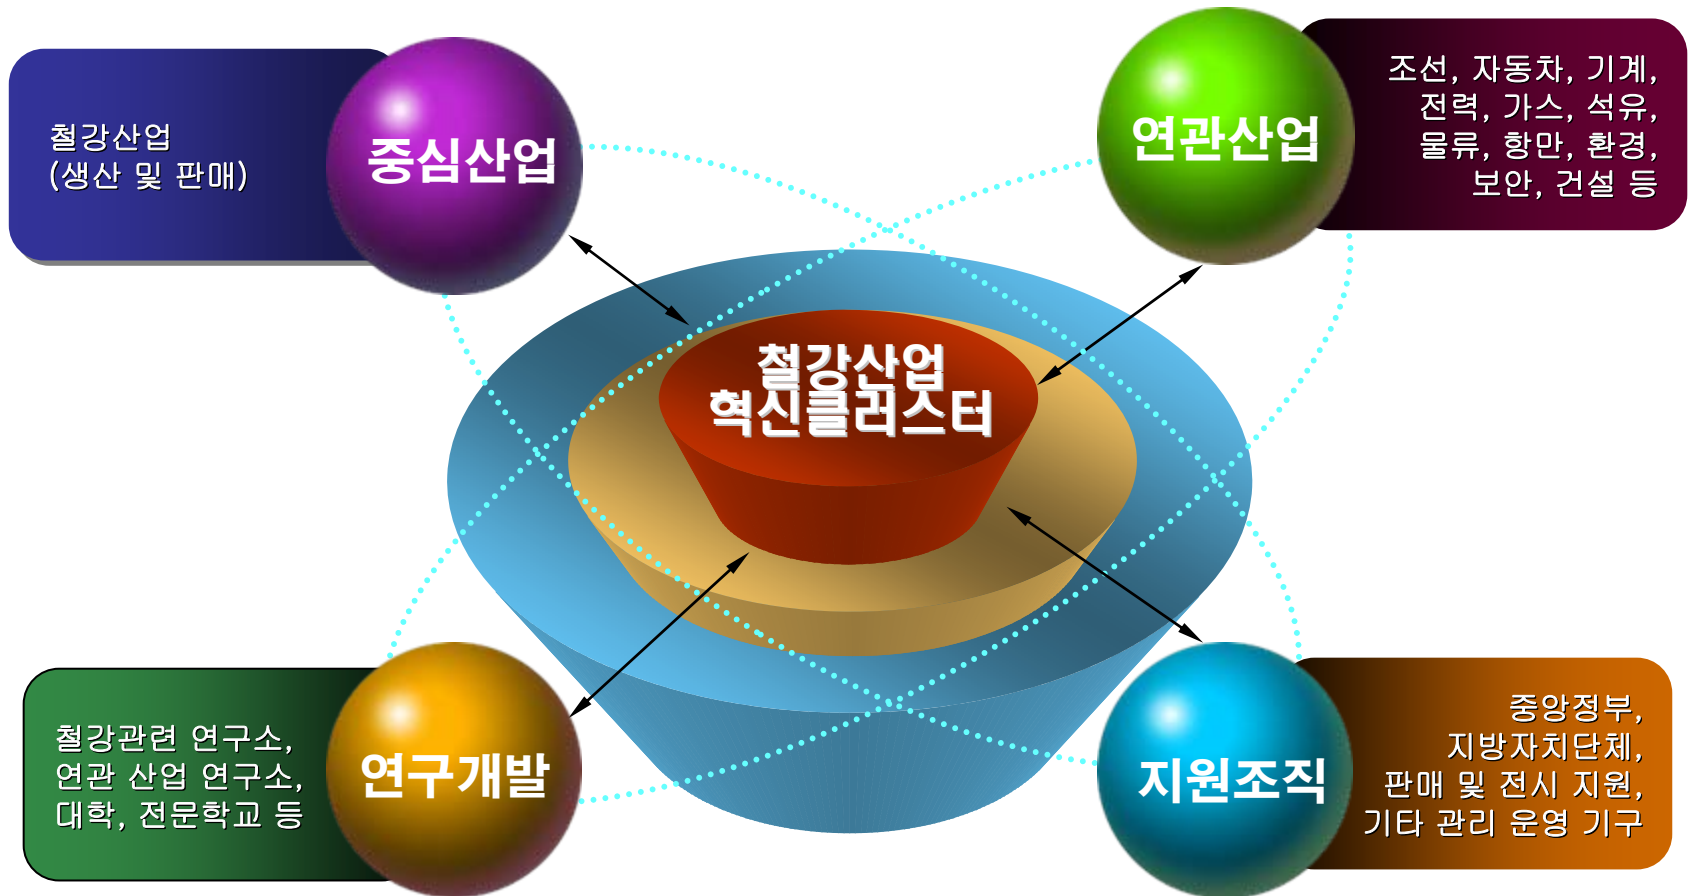 철강산업
(생산 및 판매)
중심산업
연관산업
조선, 자동차, 기계,
전력, 가스, 석유,
물류, 항만, 환경,
보안, 건설 등
철강산업
혁신클러스터
철강관련 연구소,
연관 산업 연구소,
대학, 전문학교 등
연구개발
지원조직
중앙정부,
지방자치단체,
판매 및 전시 지원,
기타 관리 운영 기구